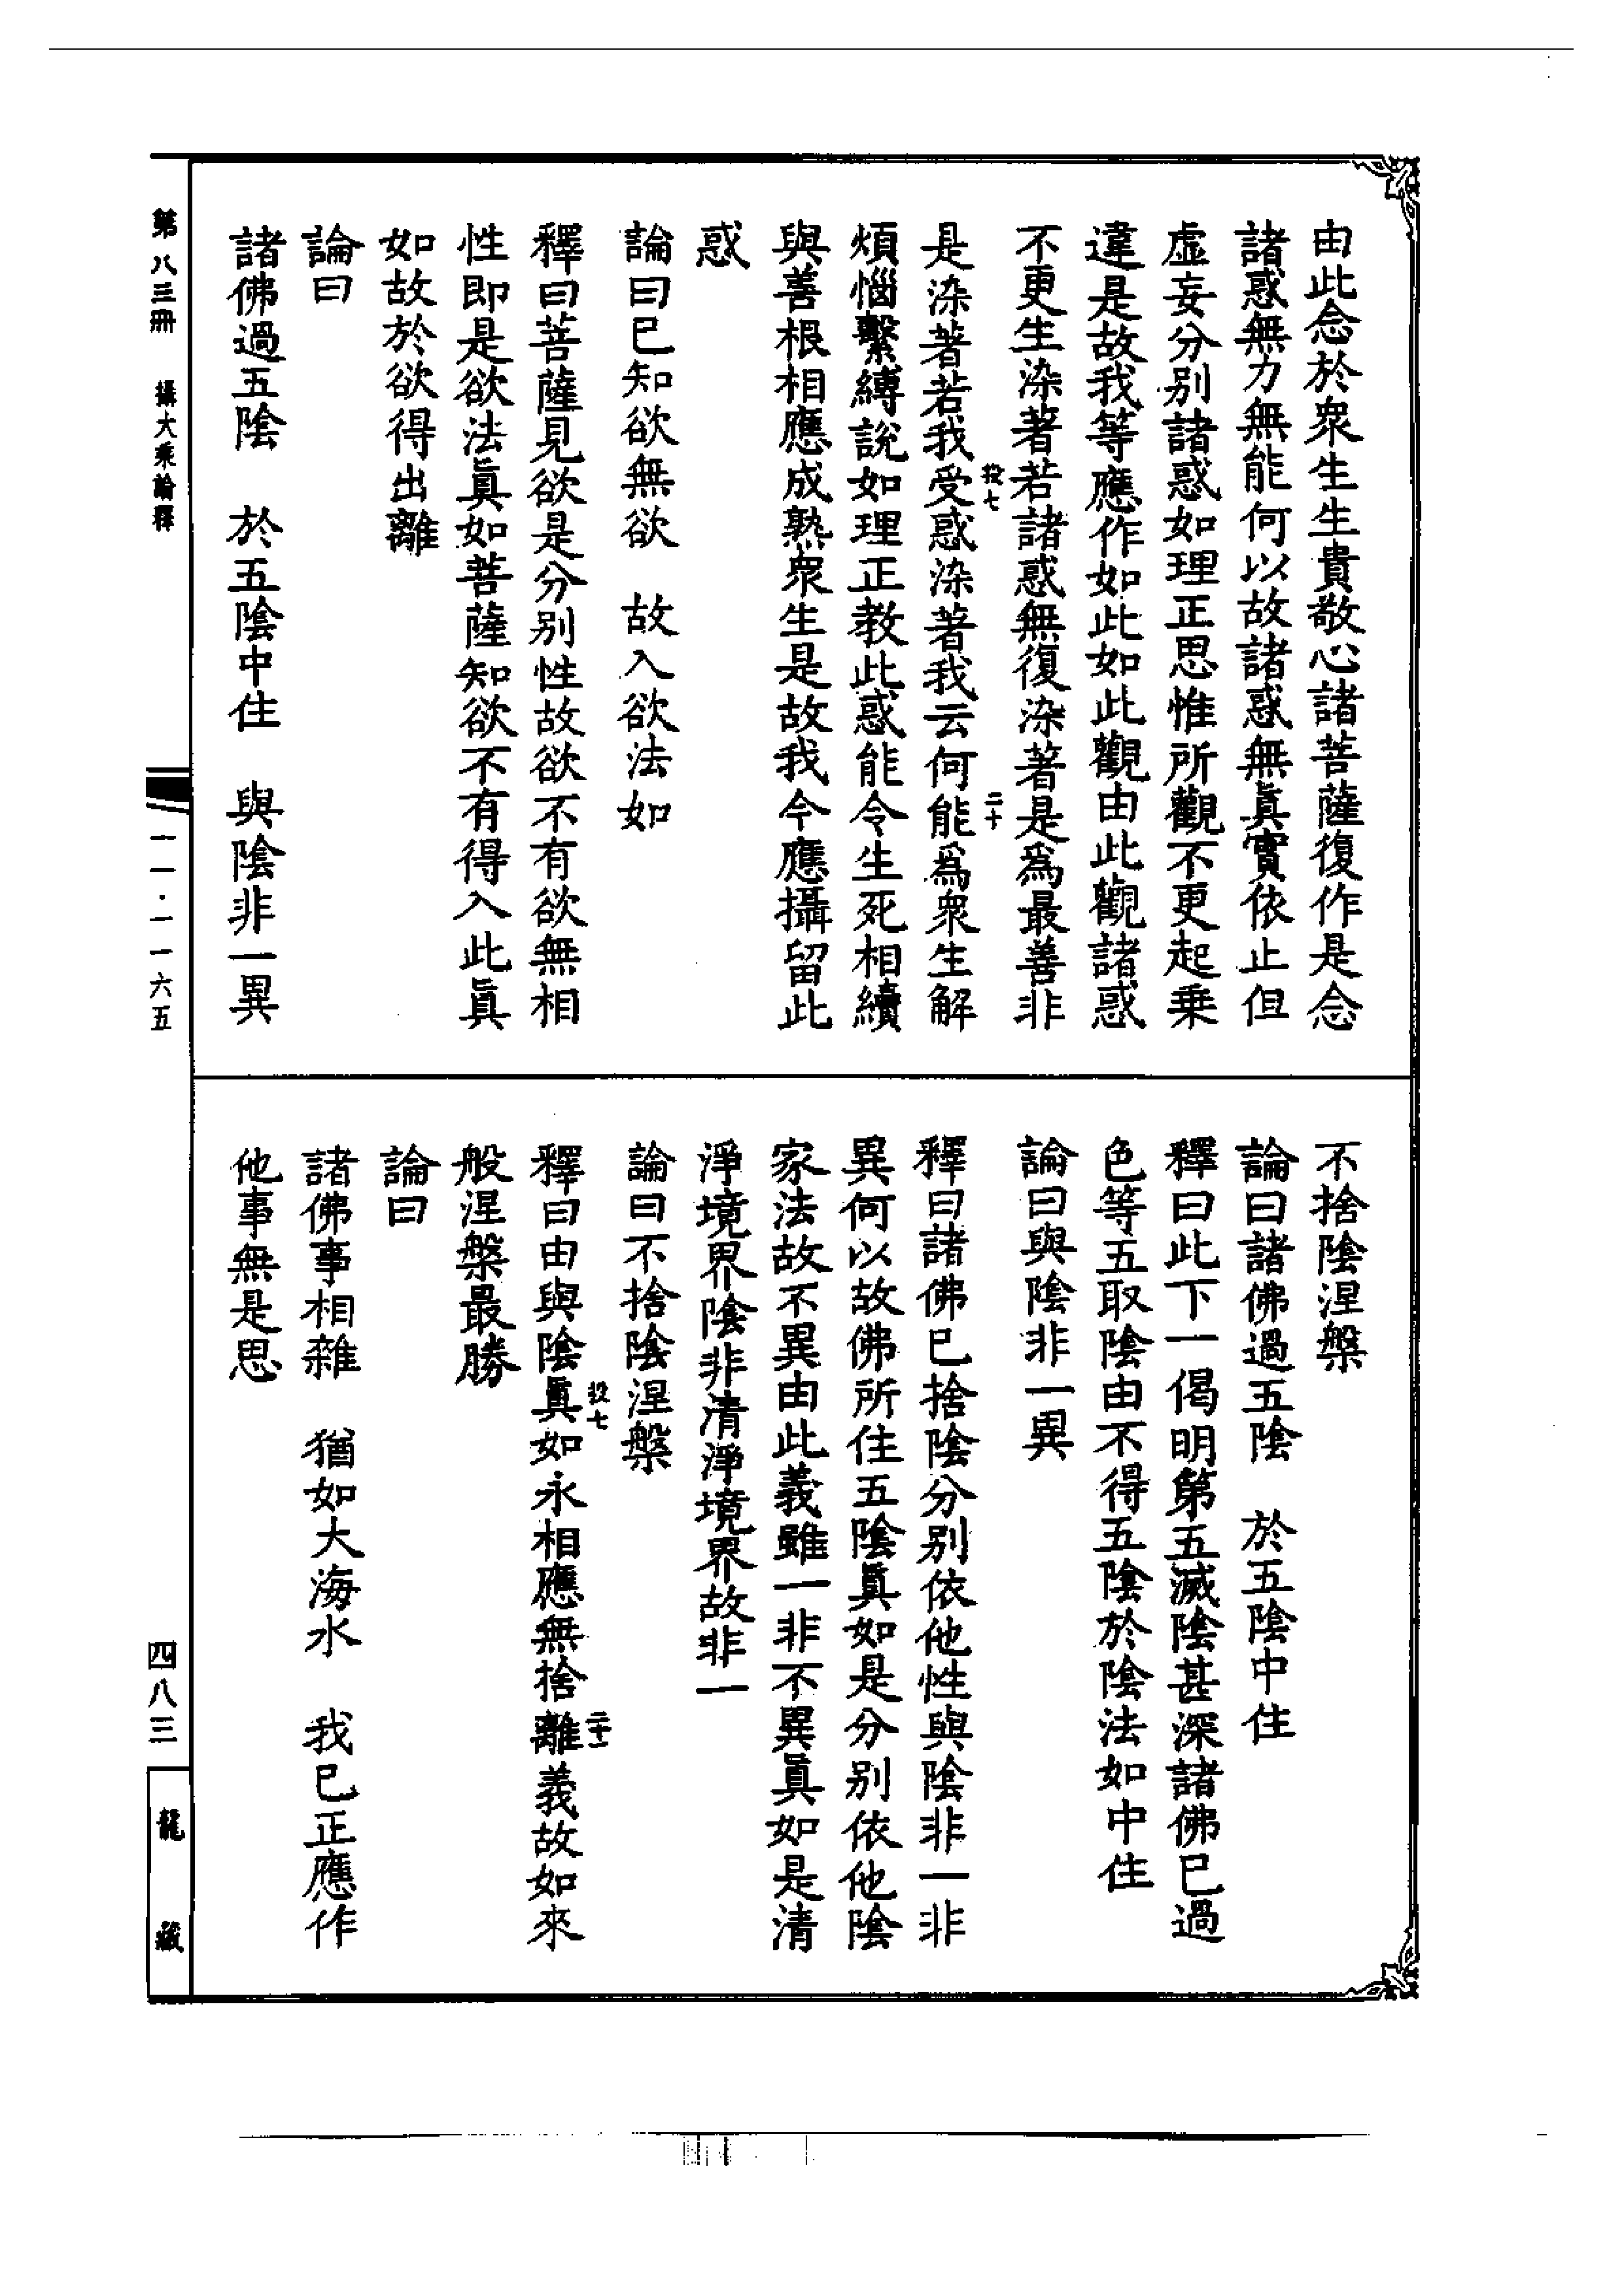 由此念於衆生生貴敬心諸菩薩復作是念
諸惑無力無能何以故諸惑無眞實依止但
虛妄分别諸惑如理正思惟所觀不更起乗
違是故我等應作如此如此觀由此觀諸惑
不更生染著若諸惑無復染著是爲最善非
是染著若我受惑染著我云何能爲衆生解
煩惱繫縛說如理正教此惑能令生死相續
與善根相應成熟衆生是故我今應攝留此
惑
論曰已知欲無欲　故入欲法如
釋曰菩薩見欲是分别性故欲不有欲無相
性即是欲法眞如菩薩知欲不有得入此眞
如故於欲得出離
論曰
諸佛過五陰　於五陰中住　與陰非一異
投七
二十
不捨陰涅槃
論曰諸佛過五陰　於五陰中住
釋曰此下一偈明第五滅陰甚深諸佛已過
色等五取陰由不得五陰於陰法如中住
論曰與陰非一異
釋曰諸佛已捨陰分别依他性與陰非一非
異何以故佛所住五陰眞如是分别依他陰
家法故不異由此義雖一非不異眞如是清
淨境界陰非清淨境界故非一
論曰不捨陰涅槃
釋曰由與陰眞如永相應無捨離義故如來
般涅槃最勝
論曰
諸佛事相雜　猶如大海水　我已正應作
他事無是思
投七
二十一
第八三冊　攝大乘論釋
一一·一一六五
四八三
龍藏